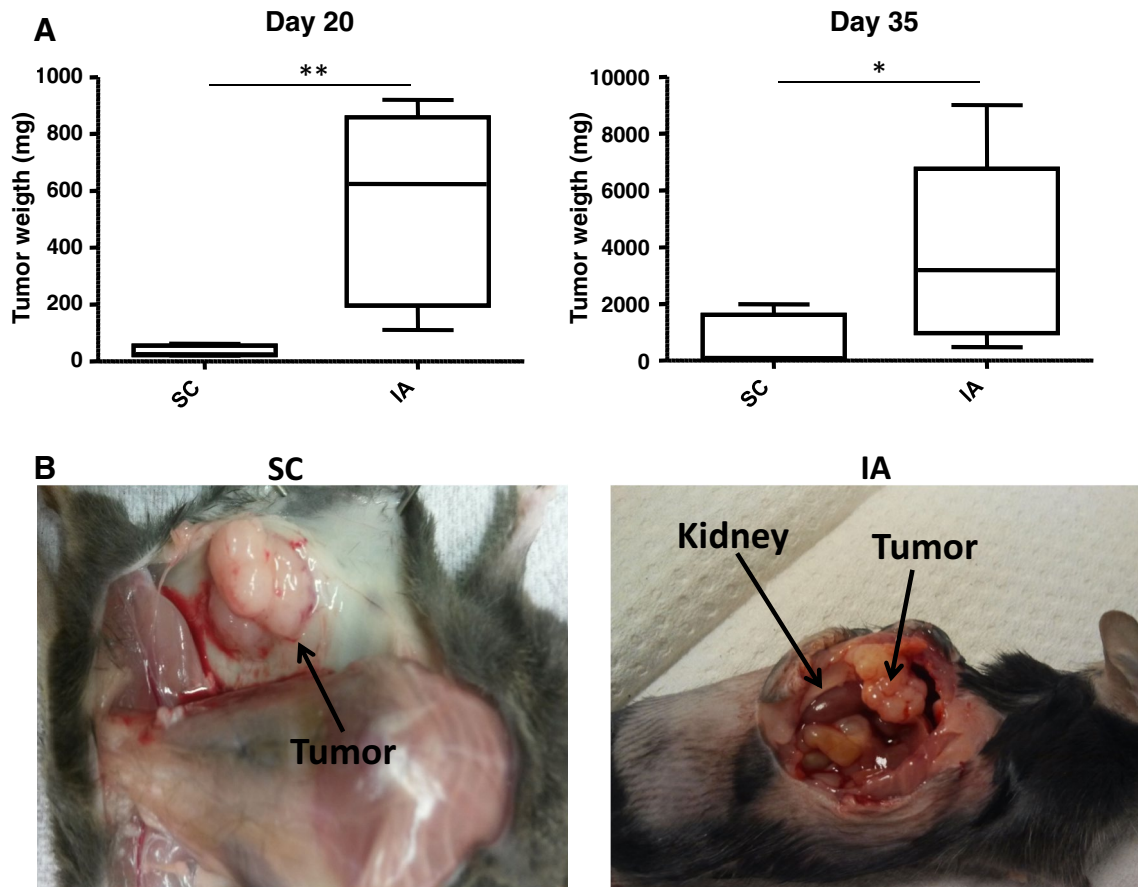 A
Day 20
Day 35
**
*
Tumor weigth (mg)
1000
800
600
400
200
0
SC
IA
Tumor weigth (mg)
10000
8000
6000
4000
2000
0
SC
IA
B
SC
IA
Tumor
Kidney
Tumor